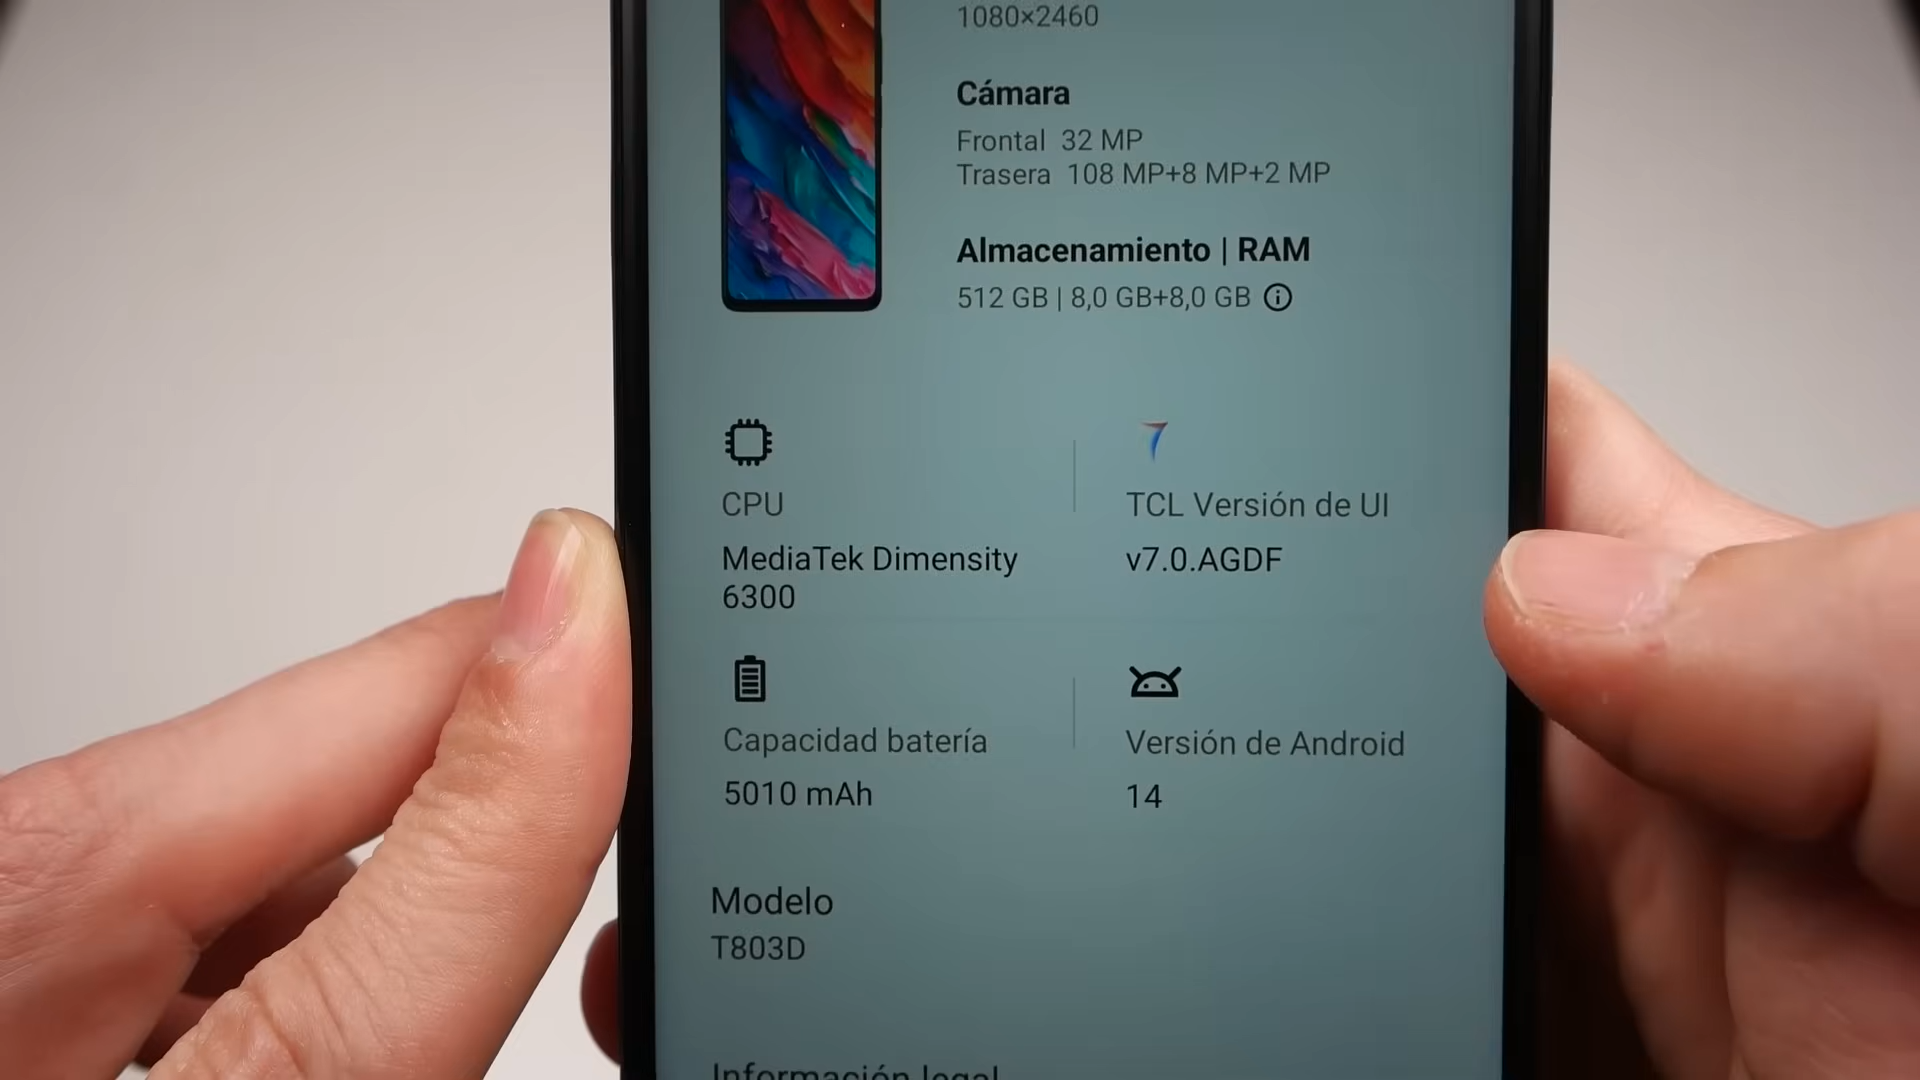 1080×2460
Cámara
Frontal 32 MP
Trasera 108 MP+8 MP+2 MP
Almacenamiento | RAM
512 GB | 8,0 GB+8,0 GB
CPU
MediaTek Dimensity
6300
TCL Versión de UI
v7.0.AGDF
Capacidad batería
5010 mAh
Versión de Android
14
Modelo
T803D
Información legal